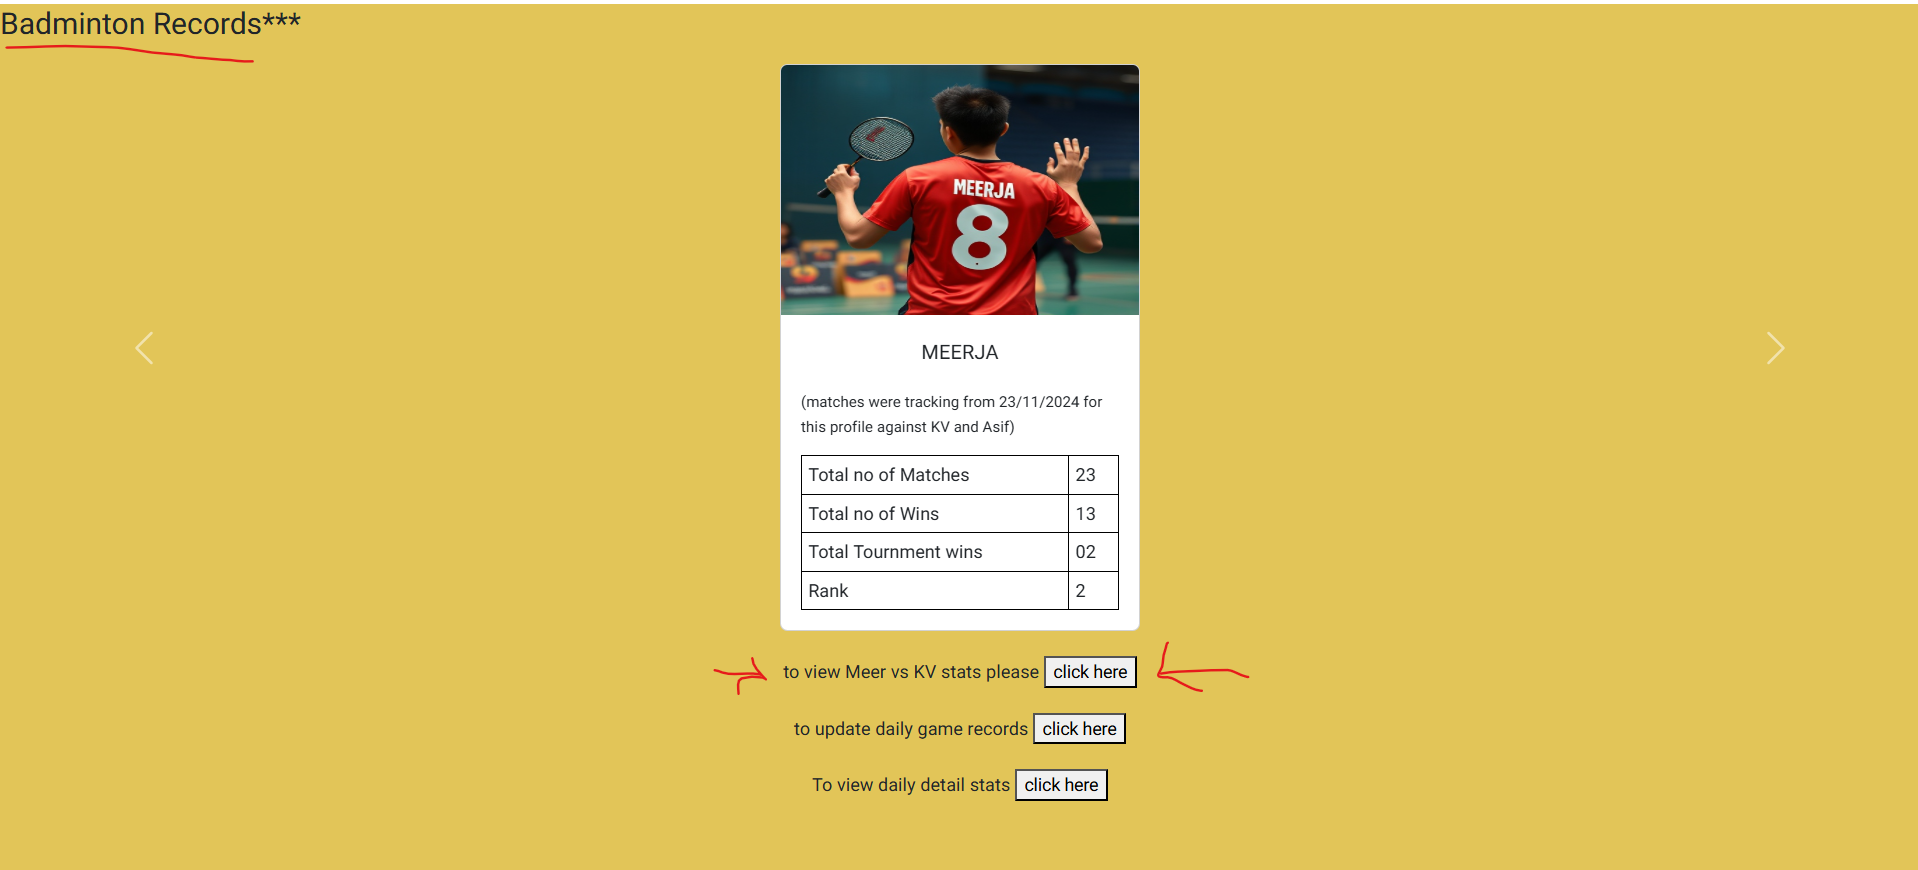 Badminton Records***
MEERJA
8
MEERJA
(matches were tracking from 23/11/2024 for
this profile against KV and Asif)
Total no of Matches 23
Total no of Wins 13
Total Tournment wins 02
Rank 2
to view Meer vs KV stats please click here
to update daily game records click here
To view daily detail stats click here